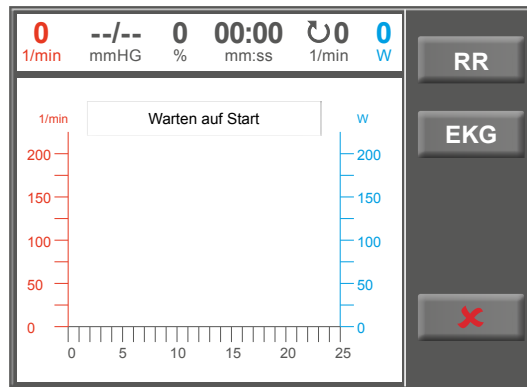 0 --/-- 0 00:00 ↻0 0
1/min mmHG % mm:ss 1/min W
RR
1/min Warten auf Start W
EKG
200 200
150 150
100 100
50 50
0 0
0 5 10 15 20 25